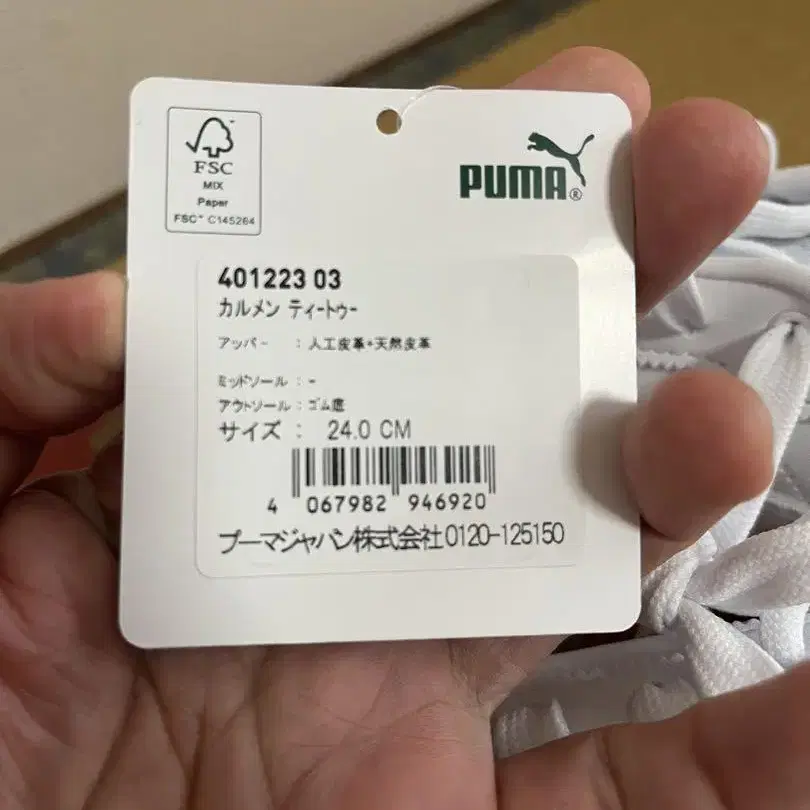 FSC
MIX
Paper
FSC™ C145264
PUMA®
401223 03
カルメン ティートゥー
アッパー : 人工皮革+天然皮革
ミッドソール : -
アウトソール : ゴム底
サイズ : 24.0 CM
4 067982 946920
プーマジャパン株式会社0120-125150